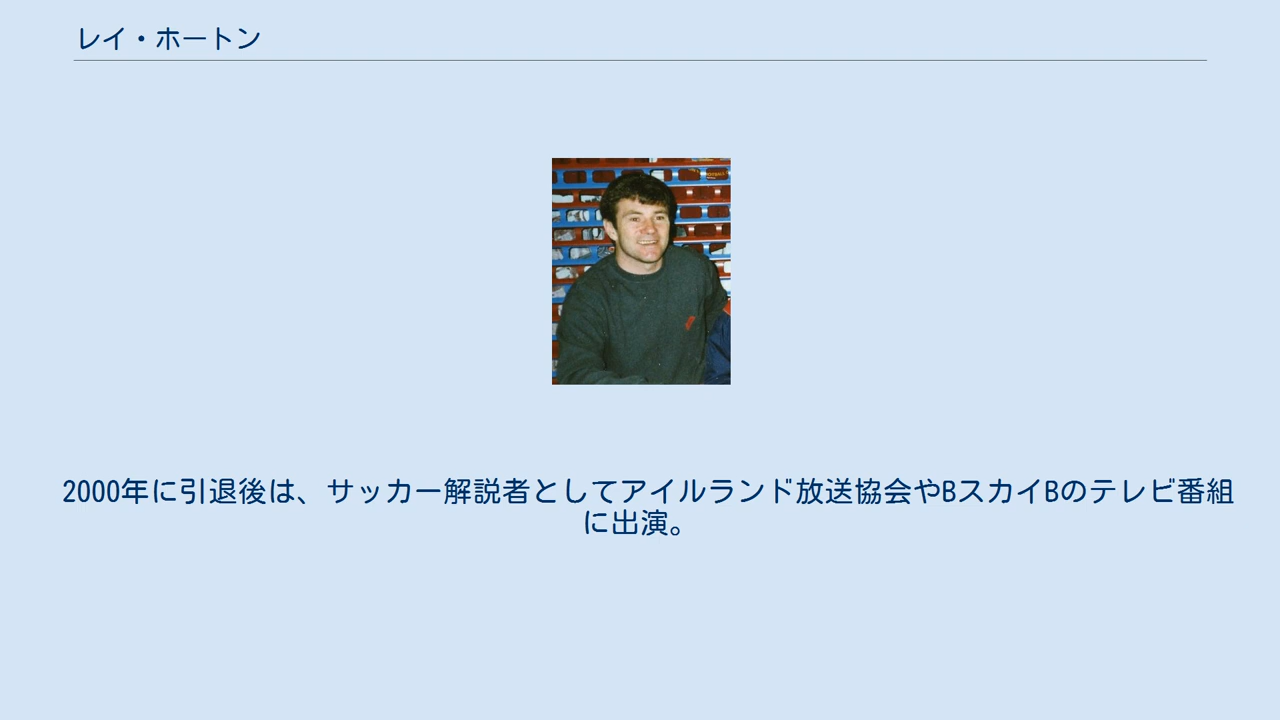 レイ・ホートン
2000年に引退後は、サッカー解説者としてアイルランド放送協会やBスカイBのテレビ番組
に出演。